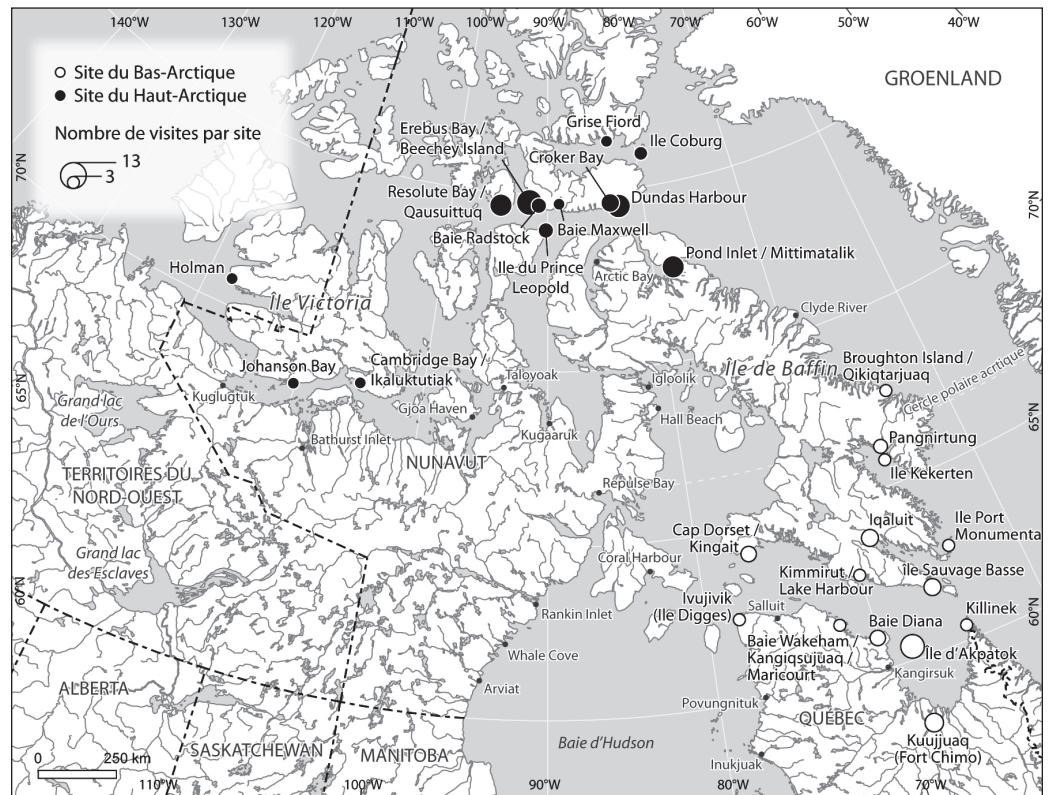 140°W
130°W
120°W
110°W
100°W
90°W
80°W
70°W
60°W
50°W
40°W
Site du Bas-Arctique
Site du Haut-Arctique
Nombre de visites par site
13
3
GROENLAND
70°N
70°N
Grise Fiord
Ile Coburg
Erebus Bay /
Beechey Island
Croker Bay
Dundas Harbour
Resolute Bay /
Qausuittuq
Baie Radstock
Baie Maxwell
Ile du Prince
Leopold
Arctic Bay
Pond Inlet / Mittimatalik
Holman
Île Victoria
Clyde River
Johanson Bay
Cambridge Bay /
Ikaluktutiak
Kuglugtuk
Taloyoak
Igloolik
Île de Baffin
Broughton Island /
Qikiqtarjuaq
Cercle polaire acrtique
65°N
65°N
Grand lac
de l'Ours
Gjoa Haven
Kugaaruk
Hall Beach
Bathurst Inlet
NUNAVUT
Pangnirtung
Ile Kekerten
TERRITOIRES DU
NORD-OUEST
Repulse Bay
Iqaluit
Ile Port
Monumenta
Cap Dorset /
Kingait
Grand lac
des Esclaves
Coral Harbour
Kimmirut /
Lake Harbour
île Sauvage Basse
60°N
60°N
Rankin Inlet
Ivujivik
(Ile Digges)
Salluit
Baie Diana
Killinek
Whale Cove
Baie Wakeham /
Kangiqsujuaq /
Maricourt
Île d'Akpatok
Kangirsuk
ALBERTA
Arviat
Povungnituk
QUÉBEC
Kuujjuaq
(Fort Chimo)
SASKATCHEWAN
MANITOBA
Baie d'Hudson
Inukjuak
0
250 km
110°W
100°W
90°W
80°W
70°W